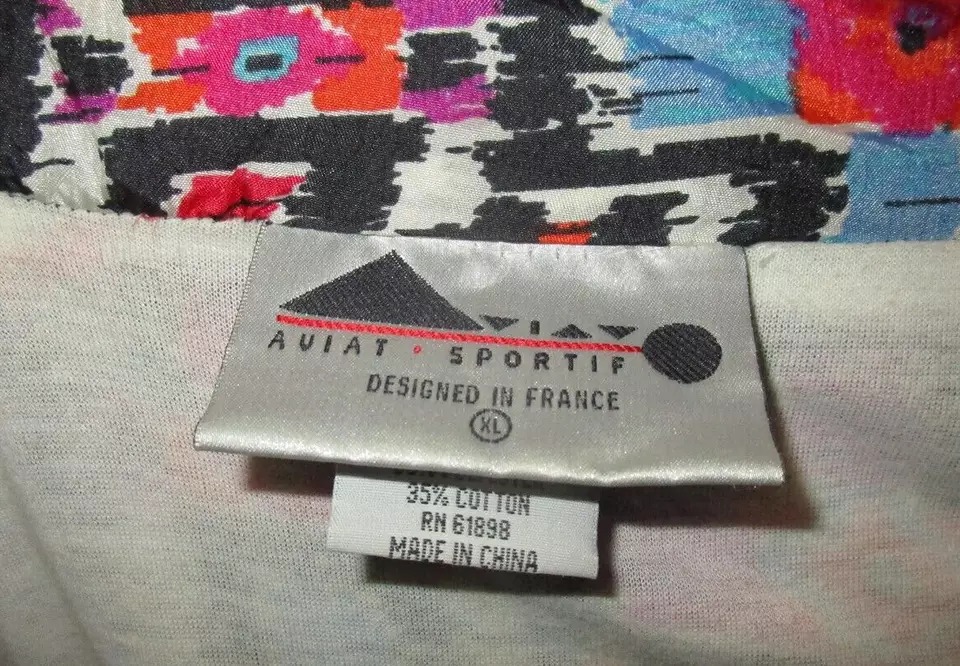 AVIAT • SPORTIF
DESIGNED IN FRANCE
XL
35% COTTON
RN 61898
MADE IN CHINA